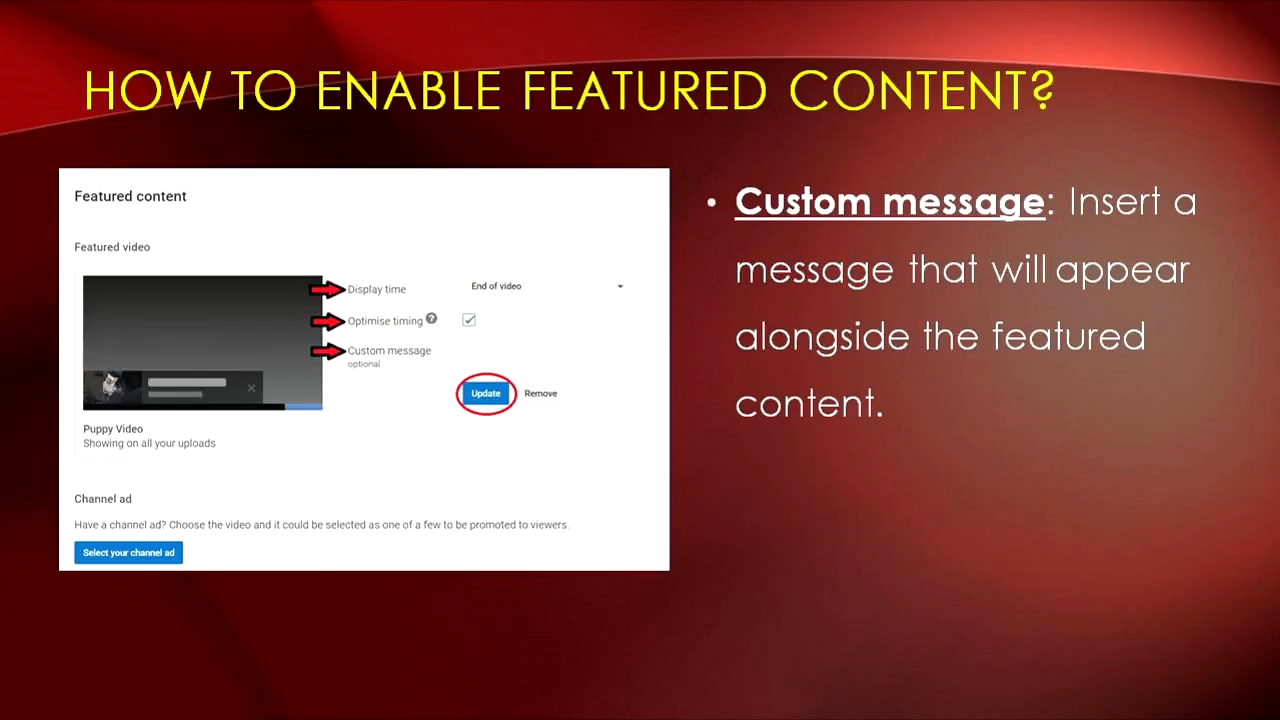 HOW TO ENABLE FEATURED CONTENT?
Featured content
Featured video
Display time
End of video
Optimise timing
?
Custom message
optional
Update
Remove
Puppy Video
Showing on all your uploads
Channel ad
Have a channel ad? Choose the video and it could be selected as one of a few to be promoted to viewers.
Select your channel ad
• Custom message: Insert a
message that will appear
alongside the featured
content.